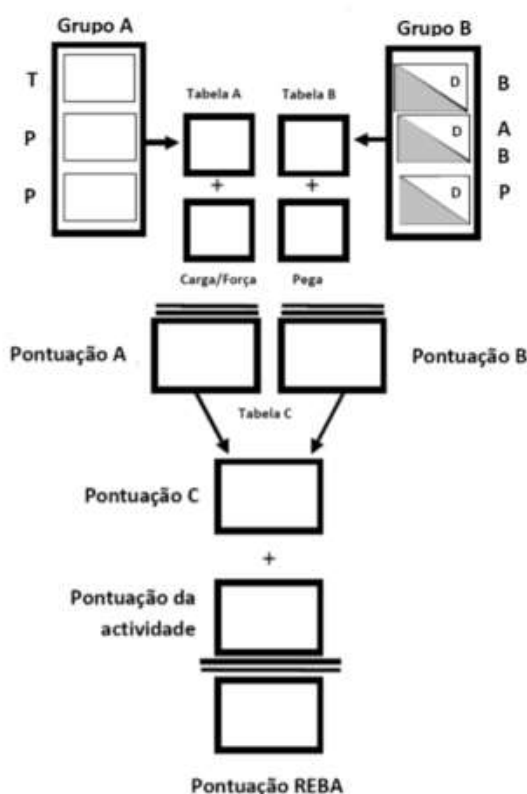 Grupo A
Grupo B
T
P
P
Tabela A
Tabela B
D
B
D
A
B
D
P
+
+
Carga/Força
Pega
Pontuação A
Pontuação B
Tabela C
Pontuação C
+
Pontuação da
actividade
Pontuação REBA